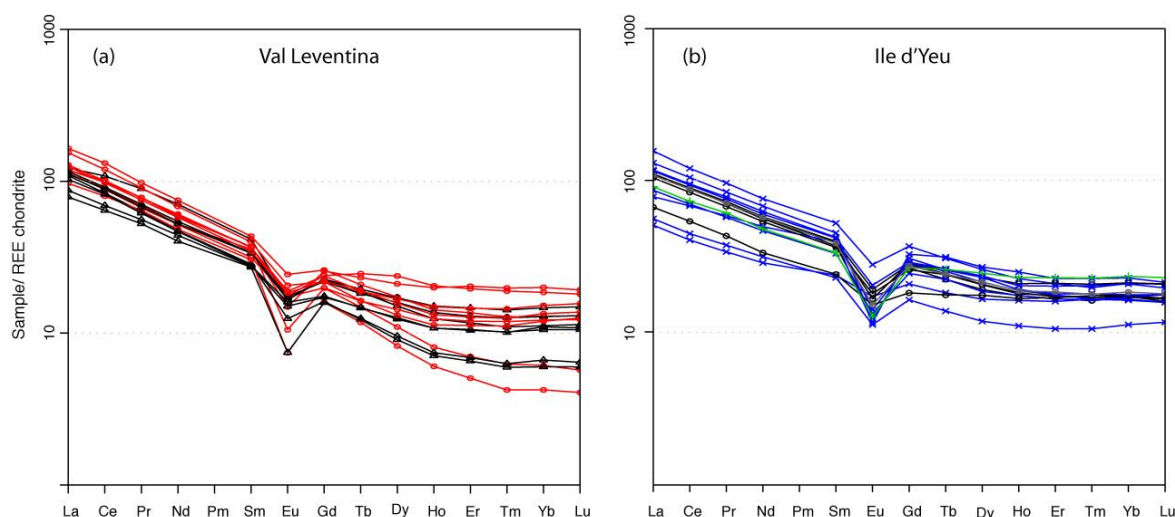 (a) Val Leventina
1000
100
10
Sample/ REE chondrite
La Ce Pr Nd Pm Sm Eu Gd Tb Dy Ho Er Tm Yb Lu
(b) Ile d'Yeu
1000
100
10
La Ce Pr Nd Pm Sm Eu Gd Tb Dy Ho Er Tm Yb Lu